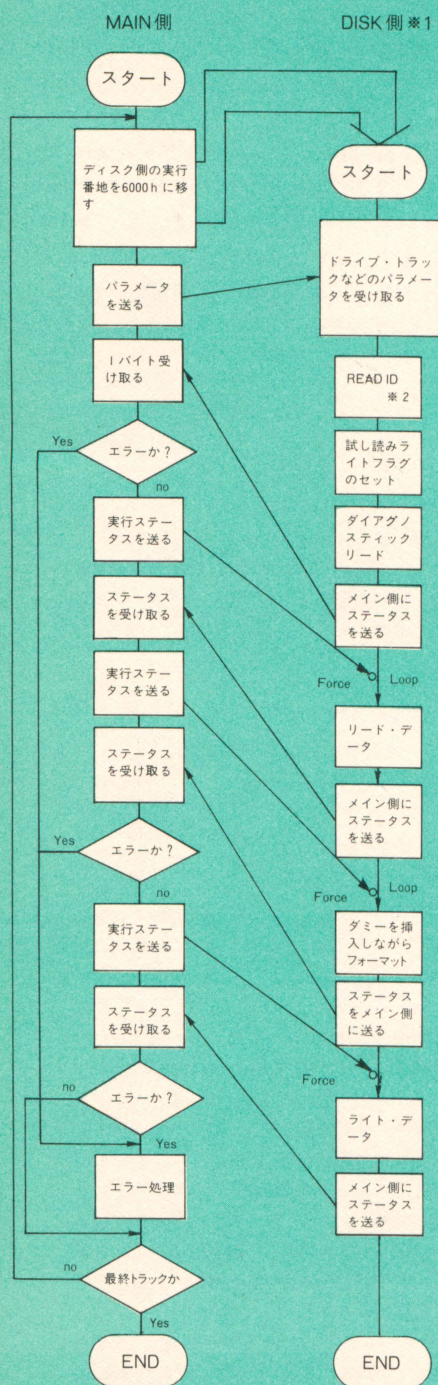 MAIN側
スタート
ディスク側の実行
番地を6000hに移
す
パラメータ
を送る
1バイト受
け取る
Yes
エラーか?
no
実行ステー
タスを送る
ステータス
を受け取る
実行ステー
タスを送る
ステータス
を受け取る
Yes
エラーか?
no
実行ステー
タスを送る
ステータス
を受け取る
no
エラーか?
Yes
エラー処理
no
最終トラックか
Yes
END
DISK側※1
スタート
ドライブ・トラッ
クなどのパラメー
タを受け取る
READ ID
※2
試し読みラ
イトフラグ
のセット
ダイアグノ
スティック
リード
メイン側に
ステータス
を送る
Force
Loop
リード・デ
ータ
メイン側に
ステータス
を送る
Force
Loop
ダミーを挿
入しながら
フォーマット
ステータス
をメイン側
に送る
Force
ライト・デ
ータ
メイン側に
ステータス
を送る
END